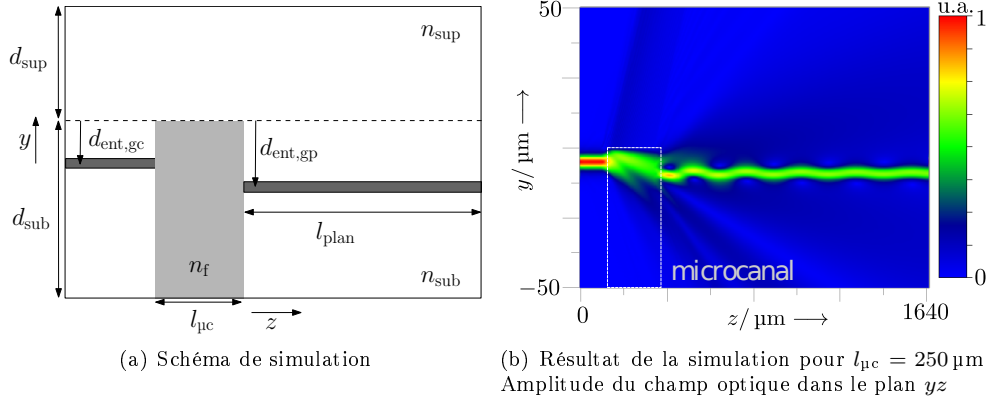 d_sup
n_sup
y
d_ent,gc
d_ent,gp
d_sub
l_plan
n_f
n_sub
l_µc
z
(a) Schéma de simulation
50
y/ µm ⟶
−50
microcanal
0
z/ µm ⟶
1640
u.a.
1
0
(b) Résultat de la simulation pour l_µc = 250 µm
Amplitude du champ optique dans le plan yz